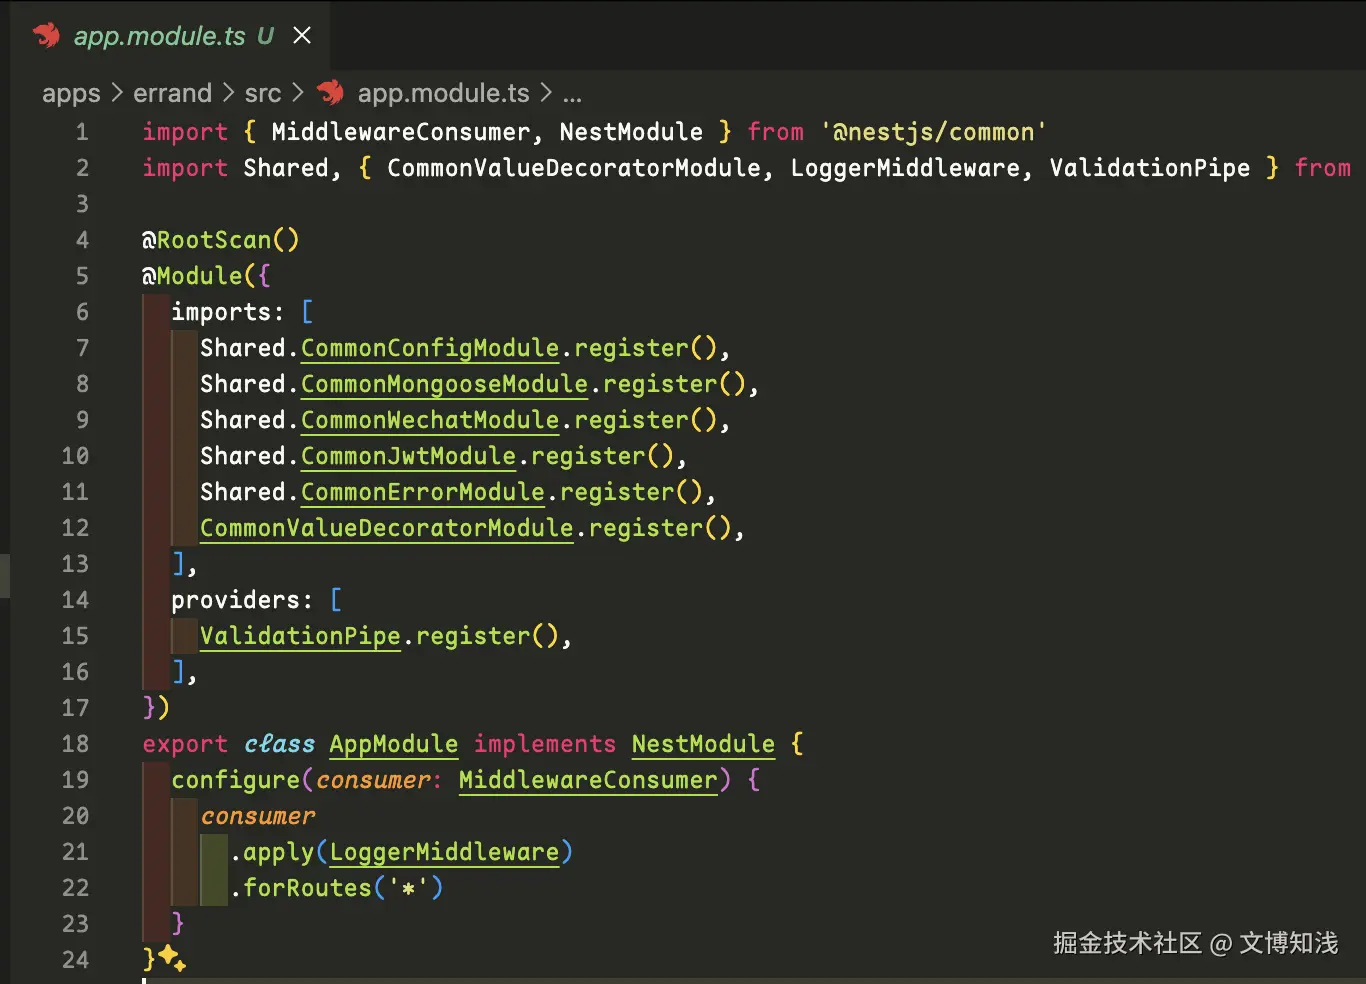 app.module.ts U ×
apps > errand > src > app.module.ts > ...
1 import { MiddlewareConsumer, NestModule } from '@nestjs/common'
2 import Shared, { CommonValueDecoratorModule, LoggerMiddleware, ValidationPipe } from
3
4 @RootScan()
5 @Module({
6 imports: [
7 Shared.CommonConfigModule.register(),
8 Shared.CommonMongooseModule.register(),
9 Shared.CommonWechatModule.register(),
10 Shared.CommonJwtModule.register(),
11 Shared.CommonErrorModule.register(),
12 CommonValueDecoratorModule.register(),
13 ],
14 providers: [
15 ValidationPipe.register(),
16 ],
17 })
18 export class AppModule implements NestModule {
19 configure(consumer: MiddlewareConsumer) {
20 consumer
21 .apply(LoggerMiddleware)
22 .forRoutes('*')
23 }
24 }
掘金技术社区 @ 文博知浅